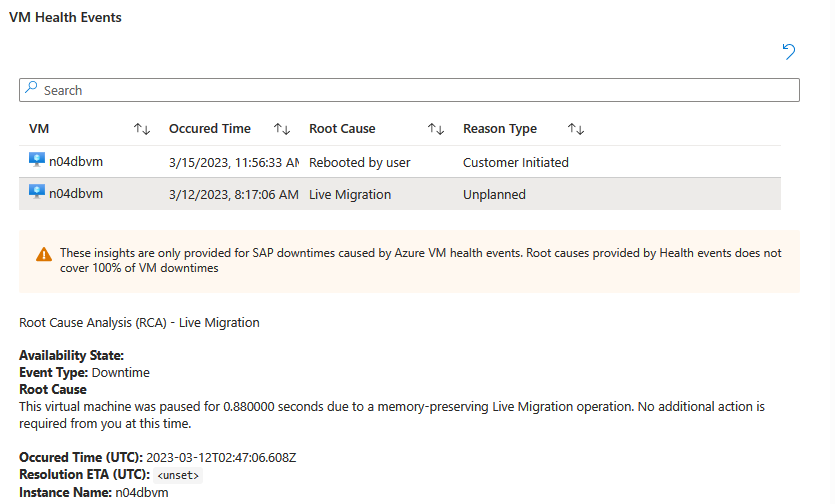 VM Health Events
Search
VM Occured Time Root Cause Reason Type
n04dbvm 3/15/2023, 11:56:33 AM Rebooted by user Customer Initiated
n04dbvm 3/12/2023, 8:17:06 AM Live Migration Unplanned
These insights are only provided for SAP downtimes caused by Azure VM health events. Root causes provided by Health events does not
cover 100% of VM downtimes
Root Cause Analysis (RCA) - Live Migration
Availability State:
Event Type: Downtime
Root Cause
This virtual machine was paused for 0.880000 seconds due to a memory-preserving Live Migration operation. No additional action is
required from you at this time.
Occured Time (UTC): 2023-03-12T02:47:06.608Z
Resolution ETA (UTC): <unset>
Instance Name: n04dbvm